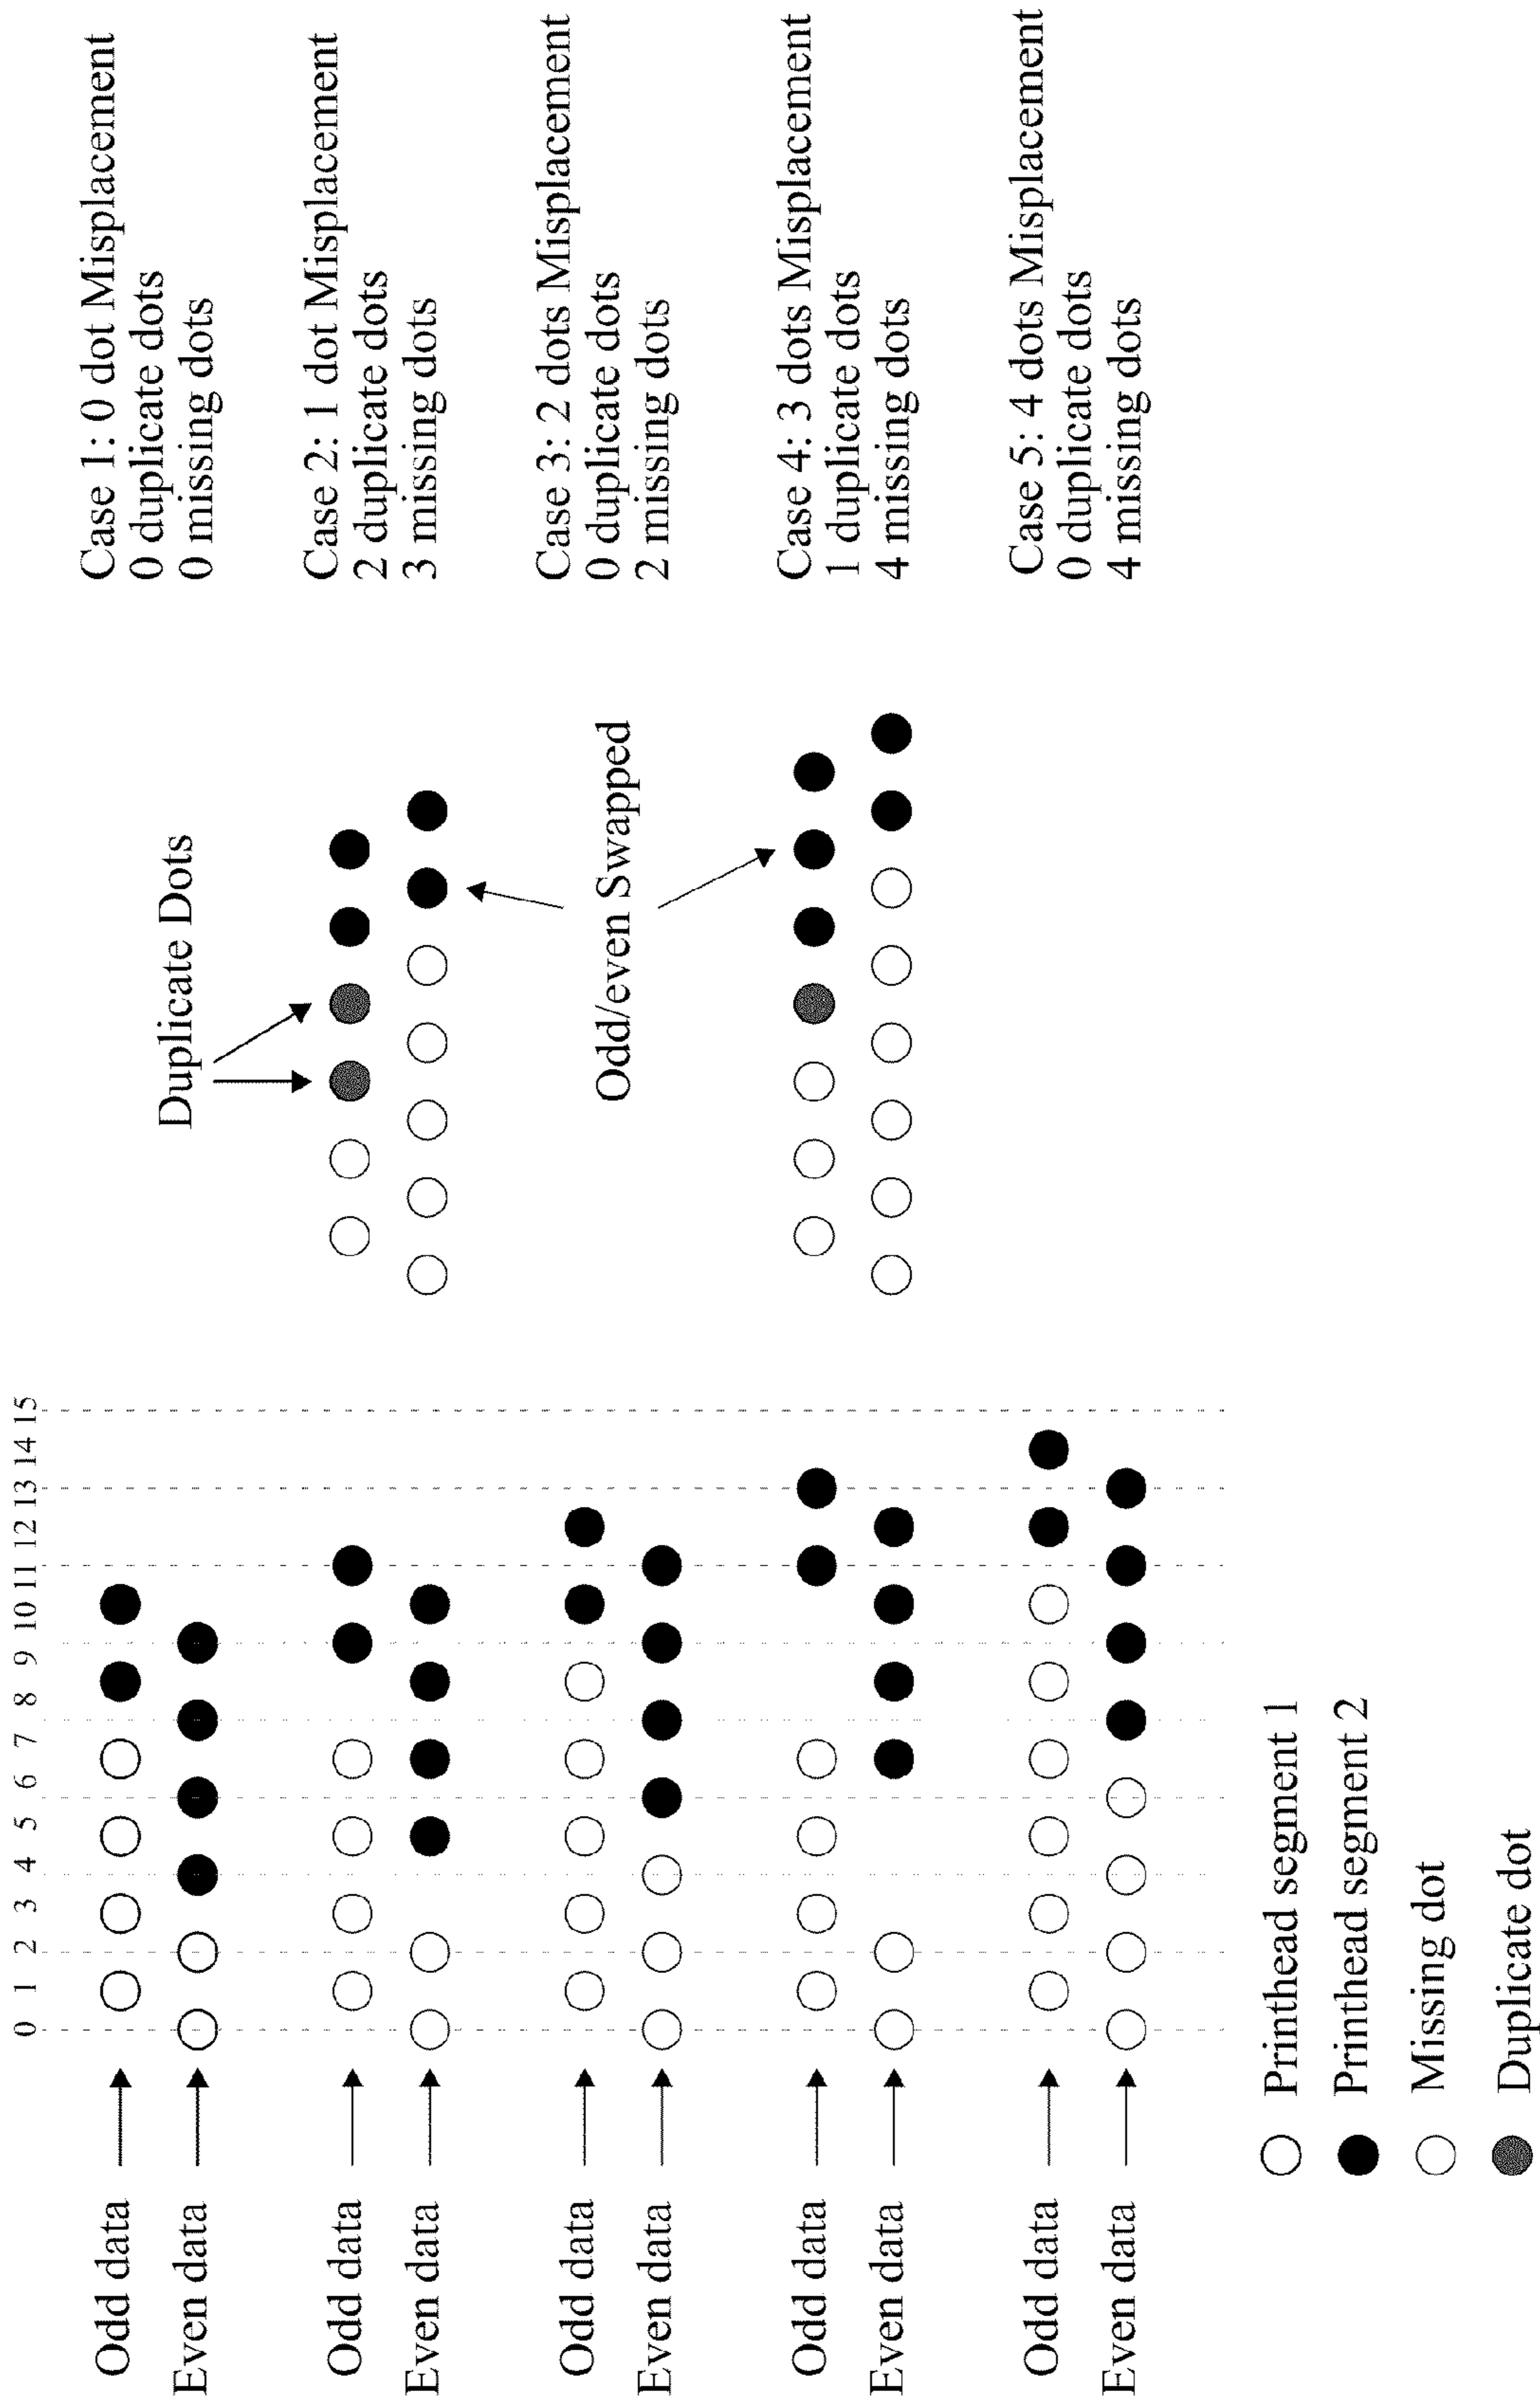 0 1 2 3 4 5 6 7 8 9 10 11 12 13 14 15
Odd data
Even data
Case 1: 0 dot Misplacement
0 duplicate dots
0 missing dots
Duplicate Dots
Odd data
Even data
Case 2: 1 dot Misplacement
2 duplicate dots
3 missing dots
Odd data
Even data
Case 3: 2 dots Misplacement
0 duplicate dots
2 missing dots
Odd/even Swapped
Odd data
Even data
Case 4: 3 dots Misplacement
1 duplicate dots
4 missing dots
Odd data
Even data
Case 5: 4 dots Misplacement
0 duplicate dots
4 missing dots
Printhead segment 1
Printhead segment 2
Missing dot
Duplicate dot